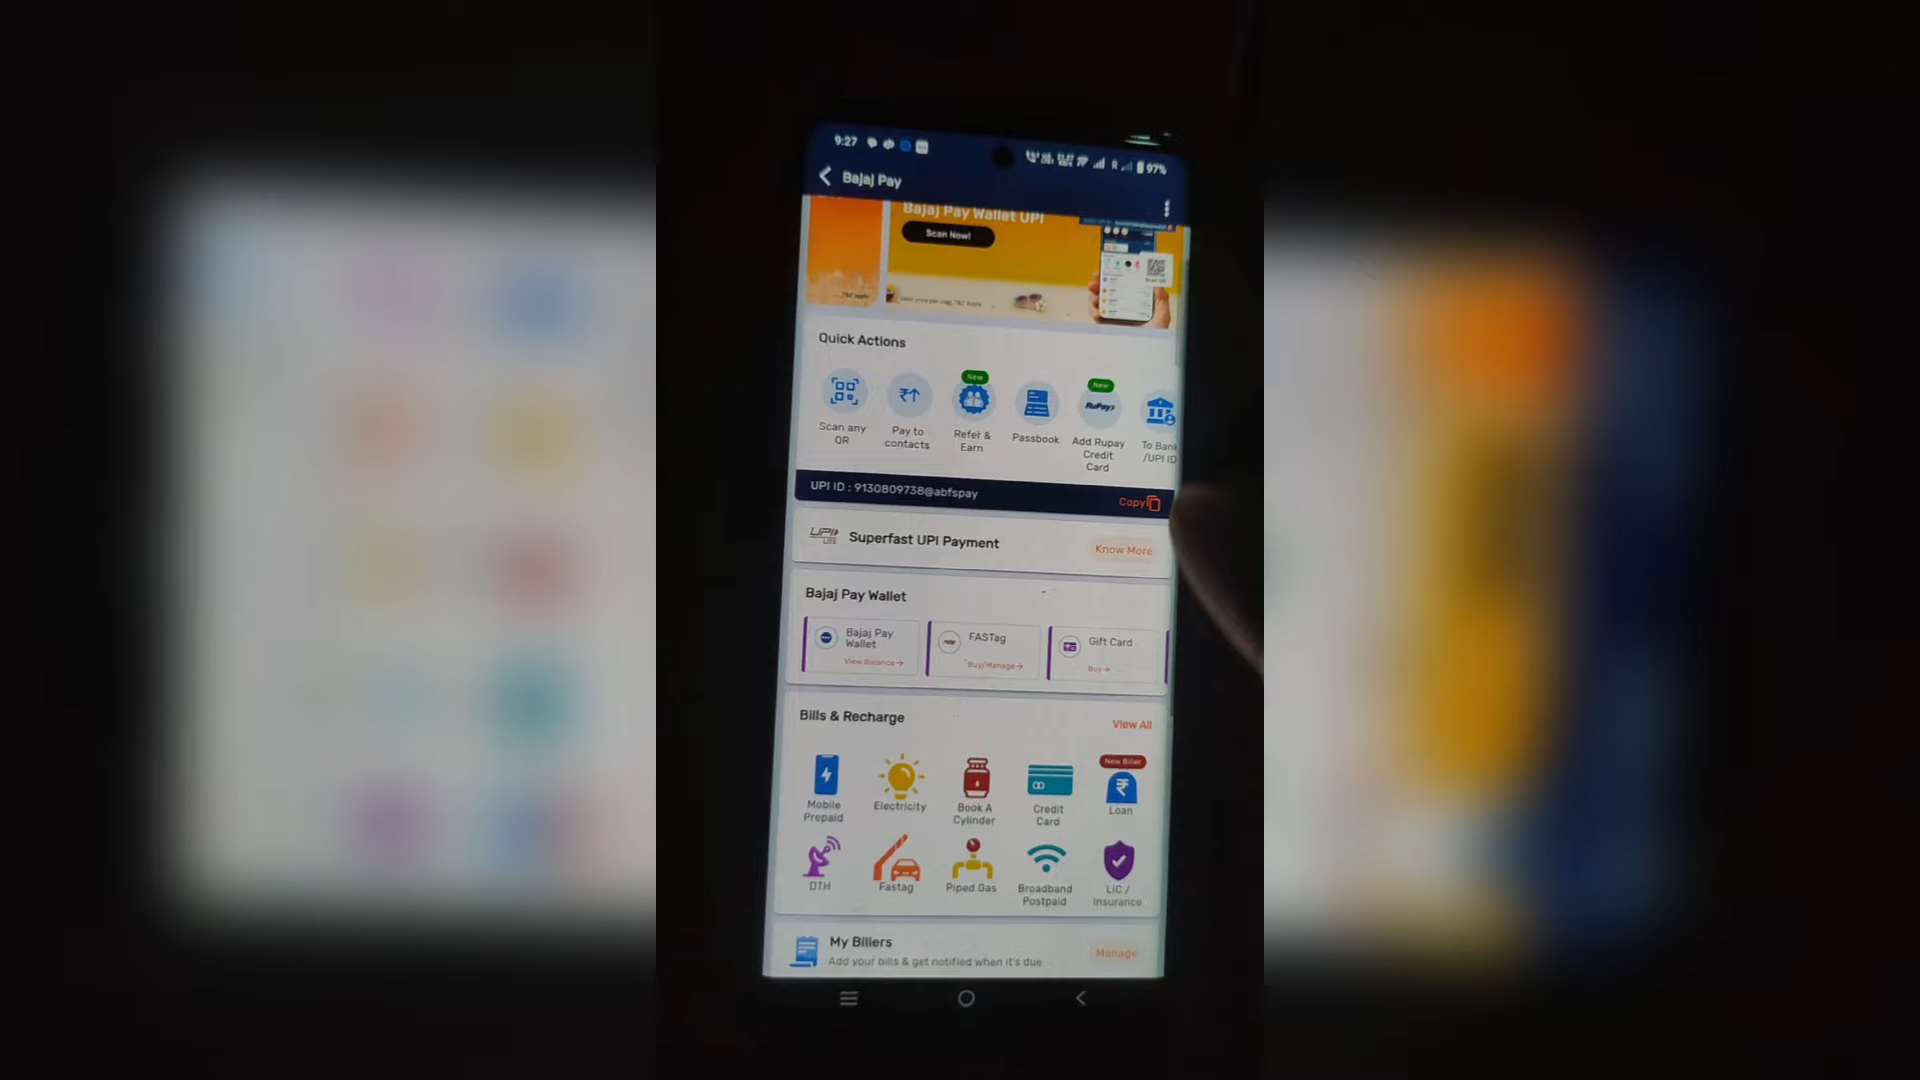 9:27
97%
Bajaj Pay
Bajaj Pay Wallet UPI
Scan Now!
T&C apply
Quick Actions
New
New
RuPay
Scan any QR
Pay to contacts
Refer & Earn
Passbook
Add Rupay Credit Card
To Bank /UPI ID
UPI ID : 9130809738@abfspay
Copy
UPI LITE
Superfast UPI Payment
Know More
Bajaj Pay Wallet
Bajaj Pay Wallet
View Balance
FASTag
Buy/Manage
Gift Card
Buy
Bills & Recharge
View All
New Biller
Mobile Prepaid
Electricity
Book A Cylinder
Credit Card
Loan
DTH
Fastag
Piped Gas
Broadband Postpaid
LIC / Insurance
My Billers
Add your bills & get notified when it's due
Manage